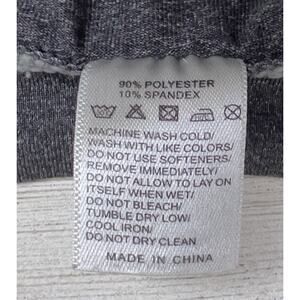 90% POLYESTER
10% SPANDEX
MACHINE WASH COLD/
WASH WITH LIKE COLORS/
DO NOT USE SOFTENERS/
REMOVE IMMEDIATELY/
DO NOT ALLOW TO LAY ON
ITSELF WHEN WET/
DO NOT BLEACH/
TUMBLE DRY LOW/
COOL IRON/
DO NOT DRY CLEAN
MADE IN CHINA